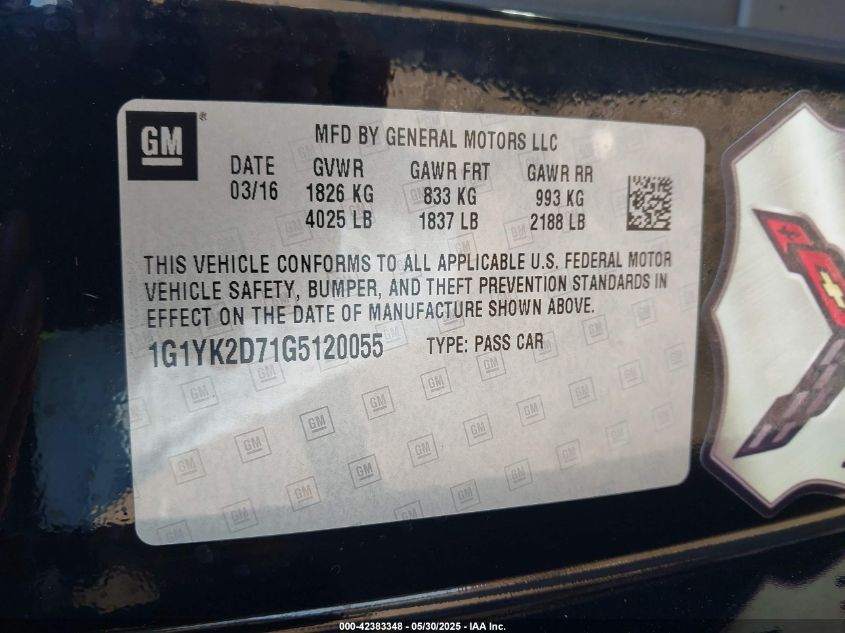 GM
MFD BY GENERAL MOTORS LLC
DATE GVWR GAWR FRT GAWR RR
03/16 1826 KG 833 KG 993 KG
4025 LB 1837 LB 2188 LB
THIS VEHICLE CONFORMS TO ALL APPLICABLE U.S. FEDERAL MOTOR
VEHICLE SAFETY, BUMPER, AND THEFT PREVENTION STANDARDS IN
EFFECT ON THE DATE OF MANUFACTURE SHOWN ABOVE.
1G1YK2D71G5120055 TYPE: PASS CAR
000-42383348 - 05/30/2025 - IAA Inc.